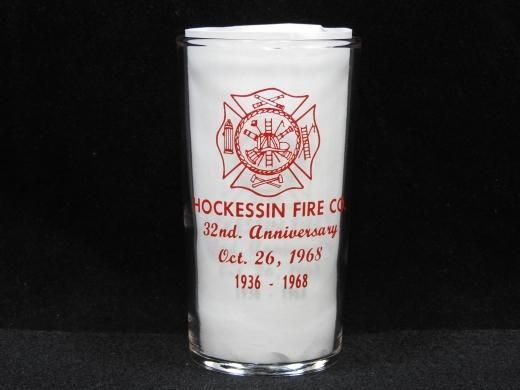 HOCKESSIN FIRE CO.
32nd. Anniversary
Oct. 26, 1968
1936 - 1968